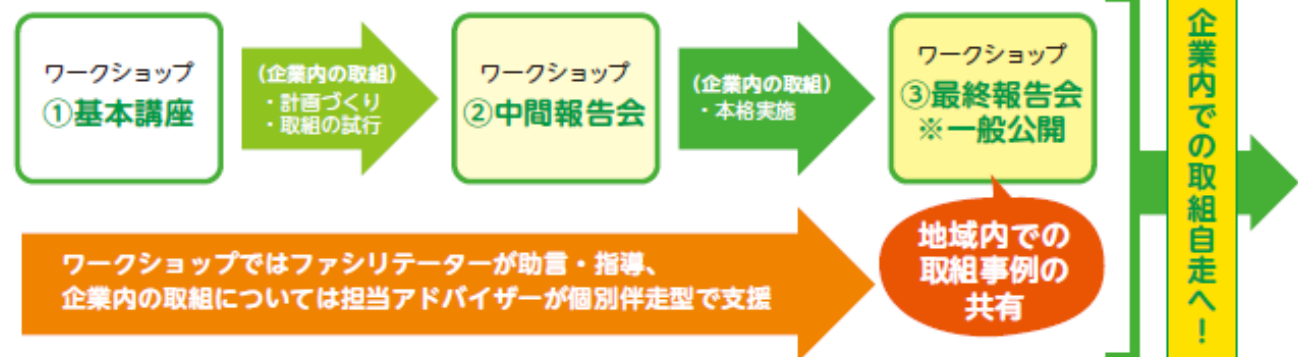 ワークショップ
①基本講座
(企業内の取組)
・計画づくり
・取組の試行
ワークショップ
②中間報告会
(企業内の取組)
・本格実施
ワークショップ
③最終報告会
※一般公開
地域内での
取組事例の
共有
ワークショップではファシリテーターが助言・指導、
企業内の取組については担当アドバイザーが個別伴走型で支援
企業内での取組自走へ！